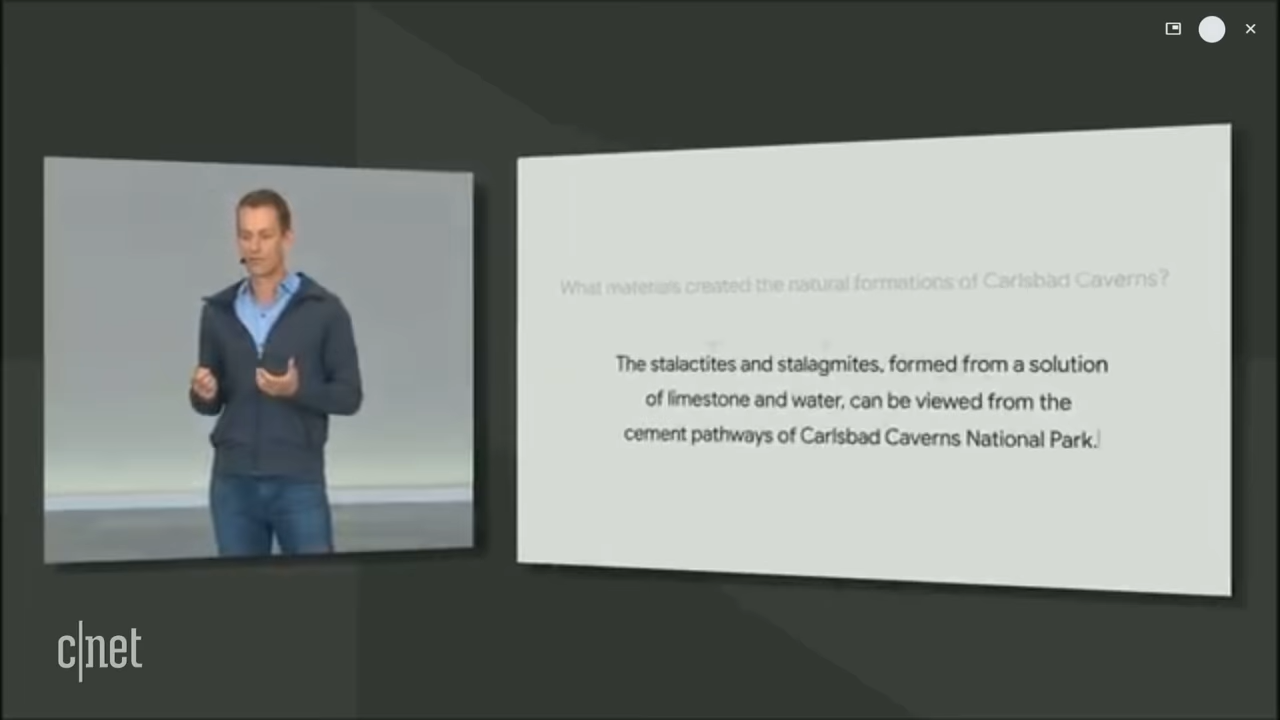 What materials created the natural formations of Carlsbad Caverns?
The stalactites and stalagmites, formed from a solution
of limestone and water, can be viewed from the
cement pathways of Carlsbad Caverns National Park.
c|net